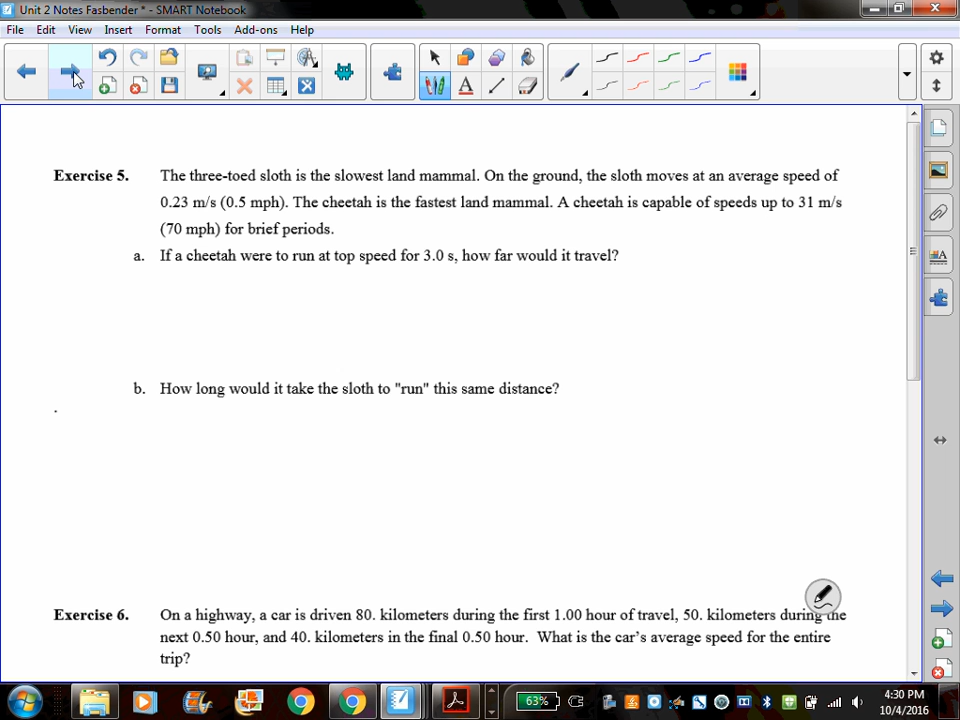 Unit 2 Notes Fasbender * - SMART Notebook
File Edit View Insert Format Tools Add-ons Help
Exercise 5. The three-toed sloth is the slowest land mammal. On the ground, the sloth moves at an average speed of
0.23 m/s (0.5 mph). The cheetah is the fastest land mammal. A cheetah is capable of speeds up to 31 m/s
(70 mph) for brief periods.
a. If a cheetah were to run at top speed for 3.0 s, how far would it travel?
b. How long would it take the sloth to "run" this same distance?
.
Exercise 6. On a highway, a car is driven 80. kilometers during the first 1.00 hour of travel, 50. kilometers during the
next 0.50 hour, and 40. kilometers in the final 0.50 hour. What is the car's average speed for the entire
trip?
63%
4:30 PM
10/4/2016